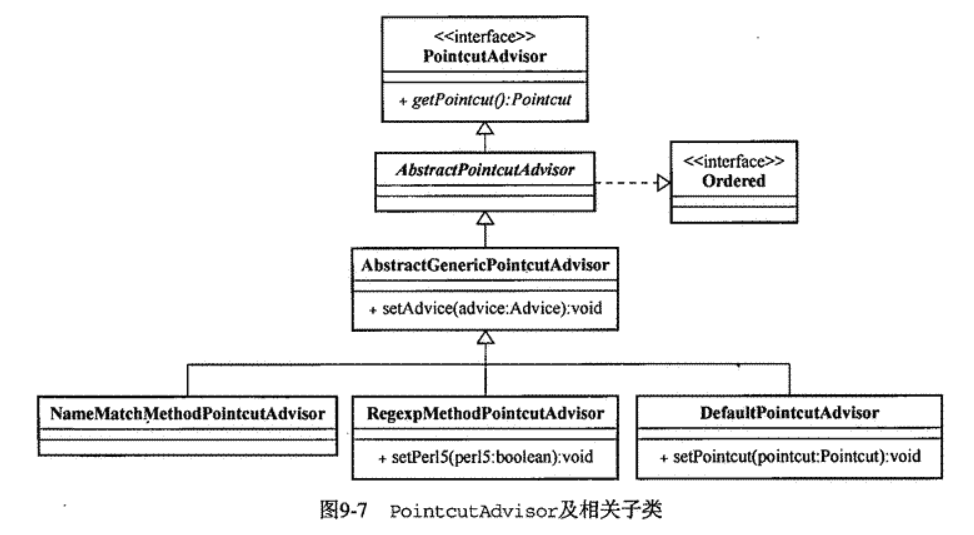 <<interface>>
PointcutAdvisor
+ getPointcut():Pointcut
AbstractPointcutAdvisor
<<interface>>
Ordered
AbstractGenericPointcutAdvisor
+ setAdvice(advice:Advice):void
NameMatchMethodPointcutAdvisor
RegexpMethodPointcutAdvisor
+ setPerl5(perl5:boolean):void
DefaultPointcutAdvisor
+ setPointcut(pointcut:Pointcut):void
图9-7 PointcutAdvisor及相关子类